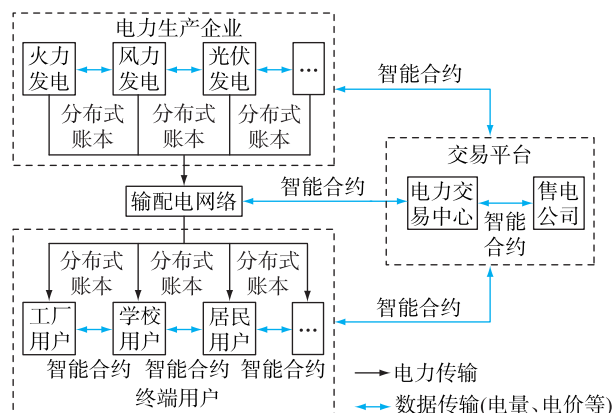 电力生产企业
火力
发电
风力
发电
光伏
发电
...
分布式
账本
分布式
账本
分布式
账本
智能合约
交易平台
输配电网络
智能合约
电力交
易中心
智能
合约
售电
公司
分布式
账本
分布式
账本
分布式
账本
智能合约
工厂
用户
学校
用户
居民
用户
...
智能合约
智能合约
智能合约
终端用户
电力传输
数据传输(电量、电价等)